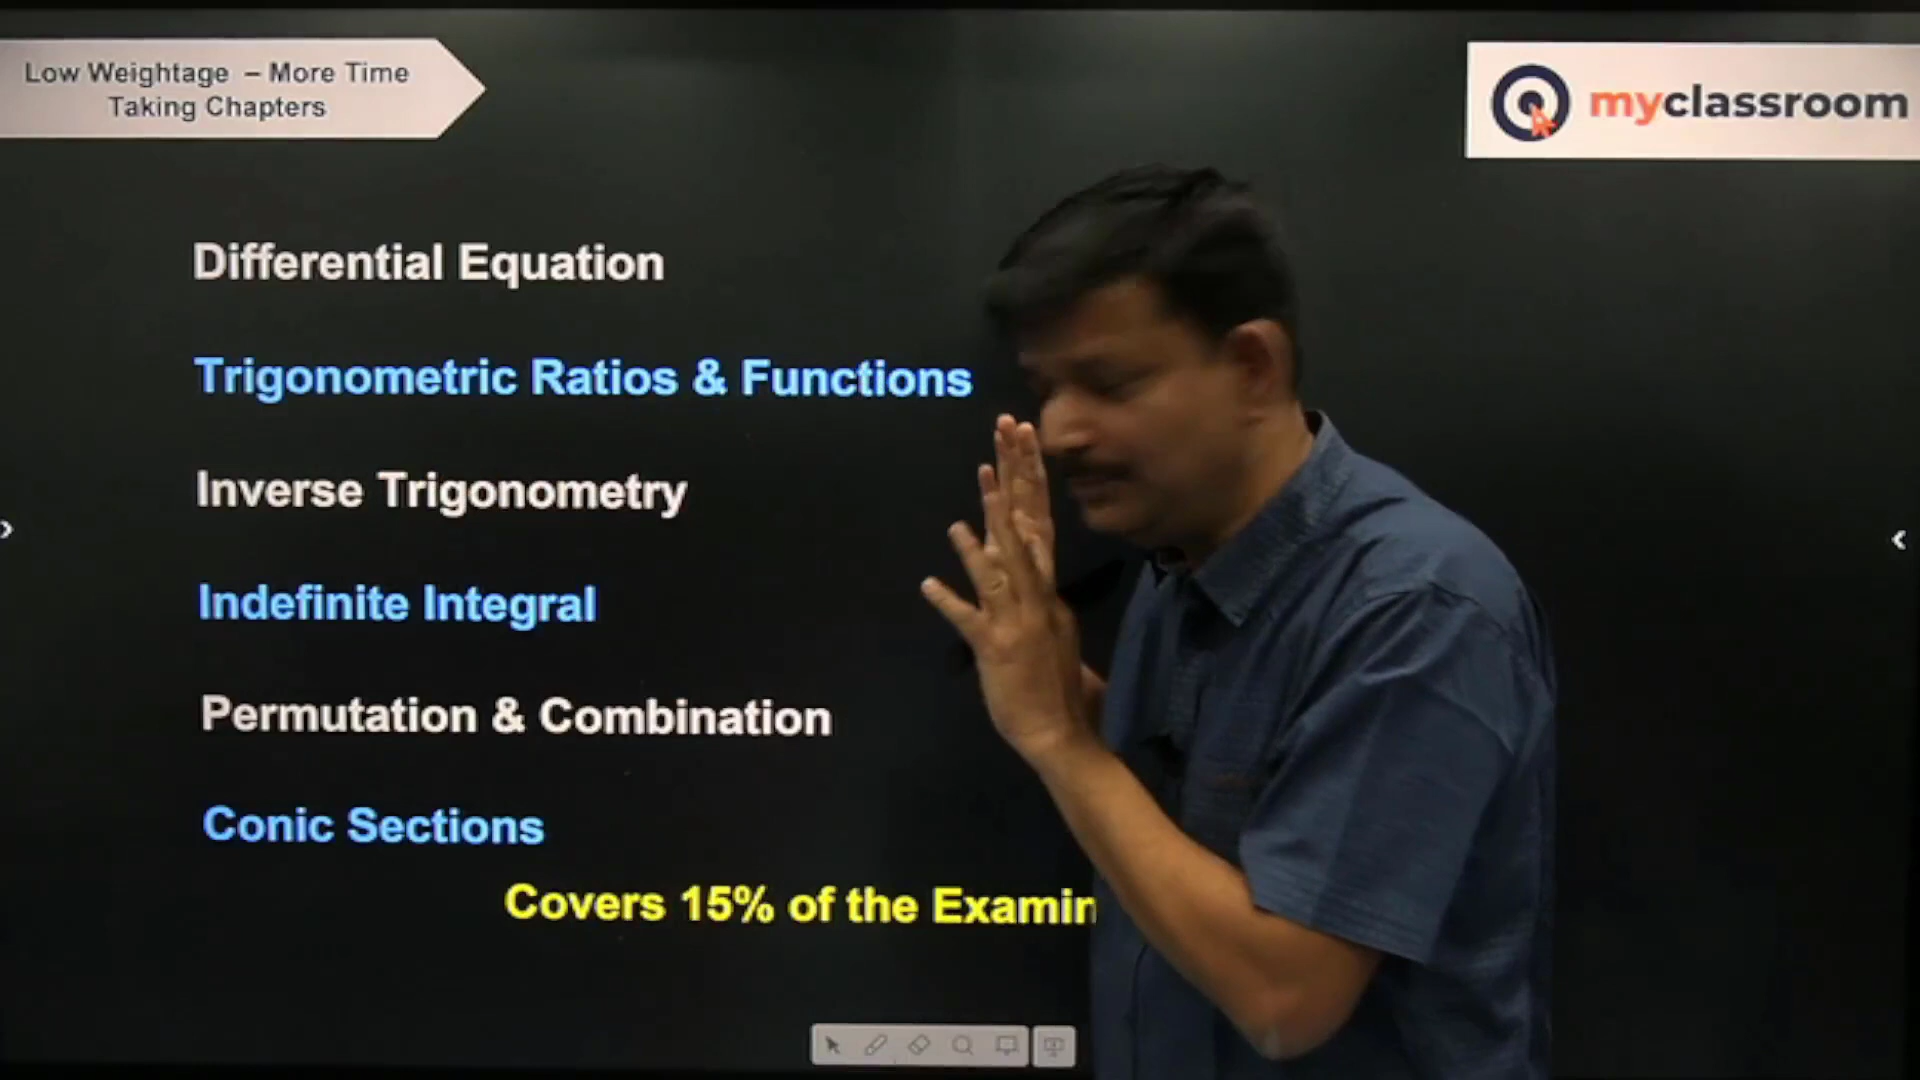 Low Weightage – More Time
Taking Chapters
myclassroom
Differential Equation
Trigonometric Ratios & Functions
Inverse Trigonometry
Indefinite Integral
Permutation & Combination
Conic Sections
Covers 15% of the